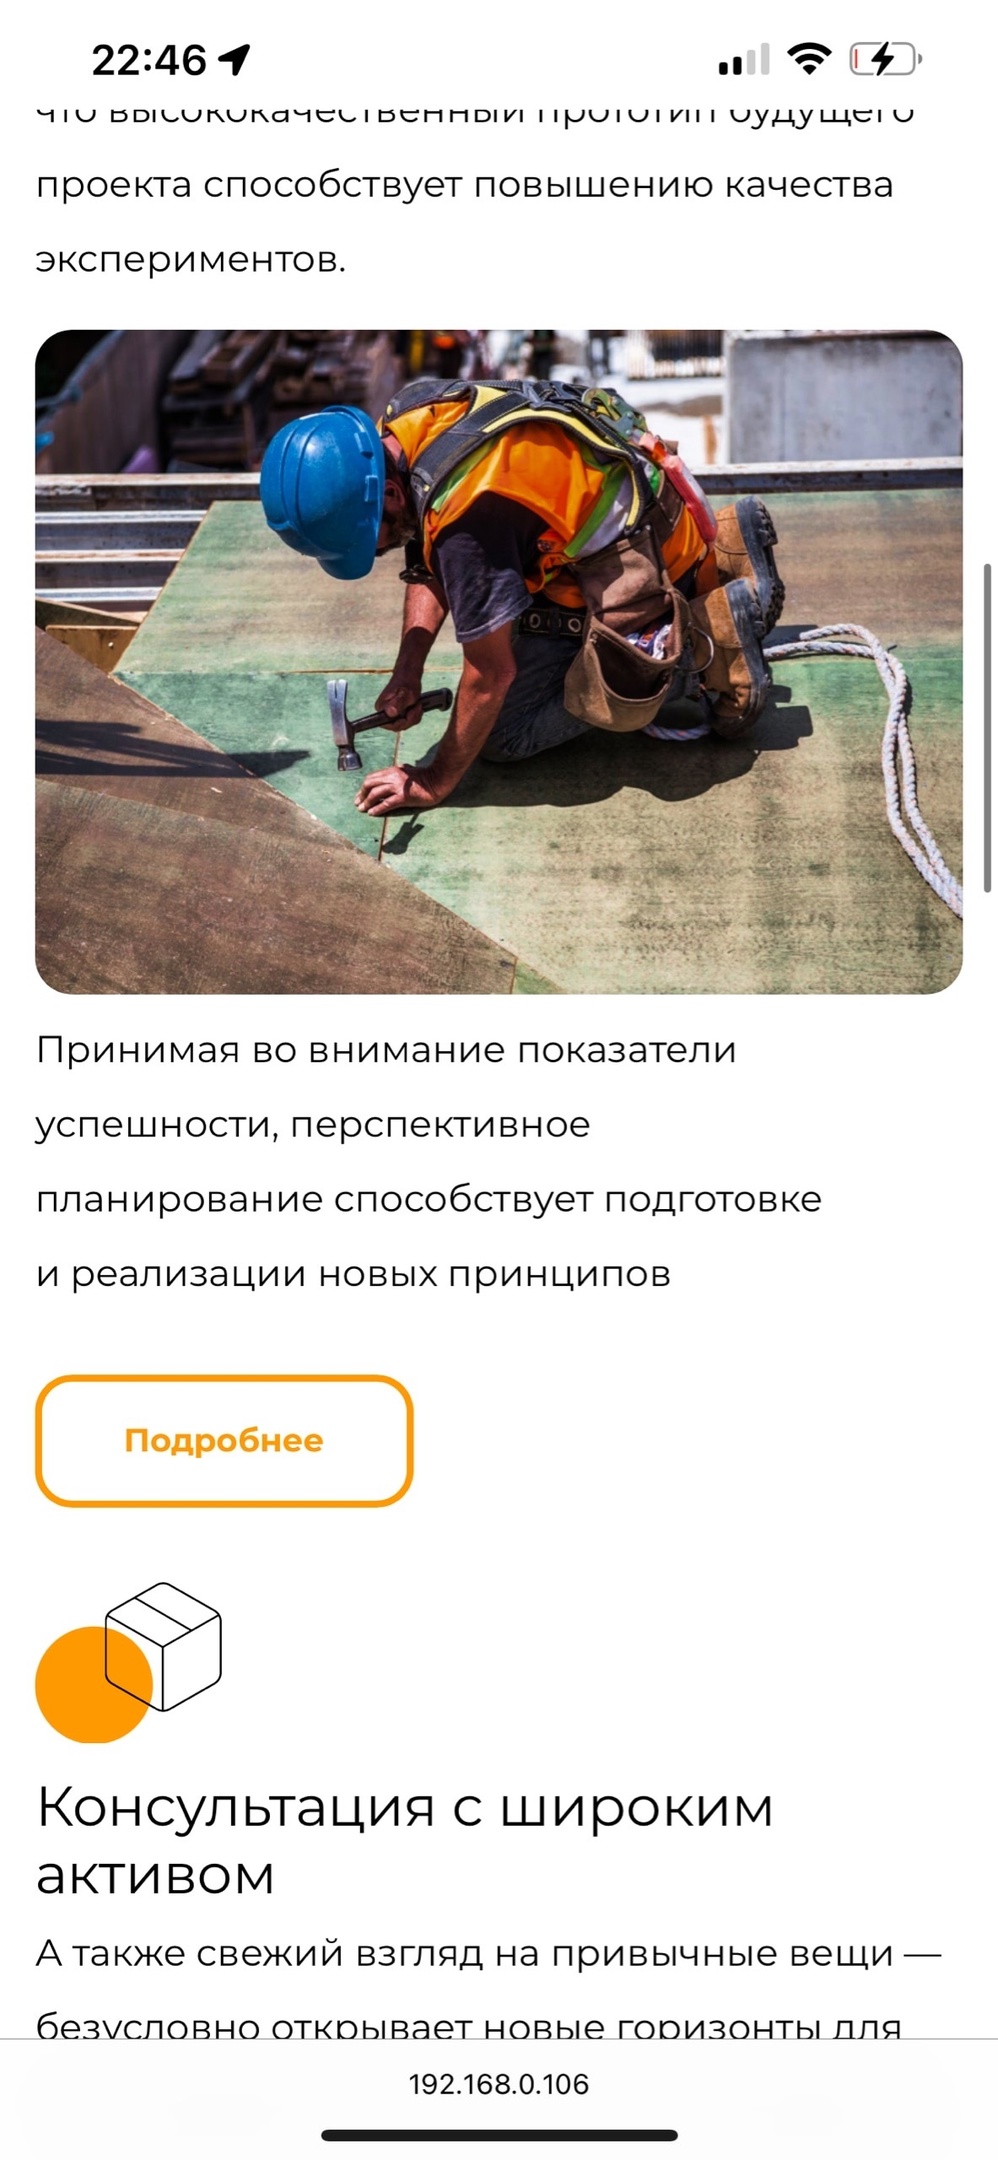 22:46
что высококачественный прототип будущего
проекта способствует повышению качества
экспериментов.
Принимая во внимание показатели
успешности, перспективное
планирование способствует подготовке
и реализации новых принципов
Подробнее
Консультация с широким
активом
А также свежий взгляд на привычные вещи —
безусловно открывает новые горизонты для
192.168.0.106